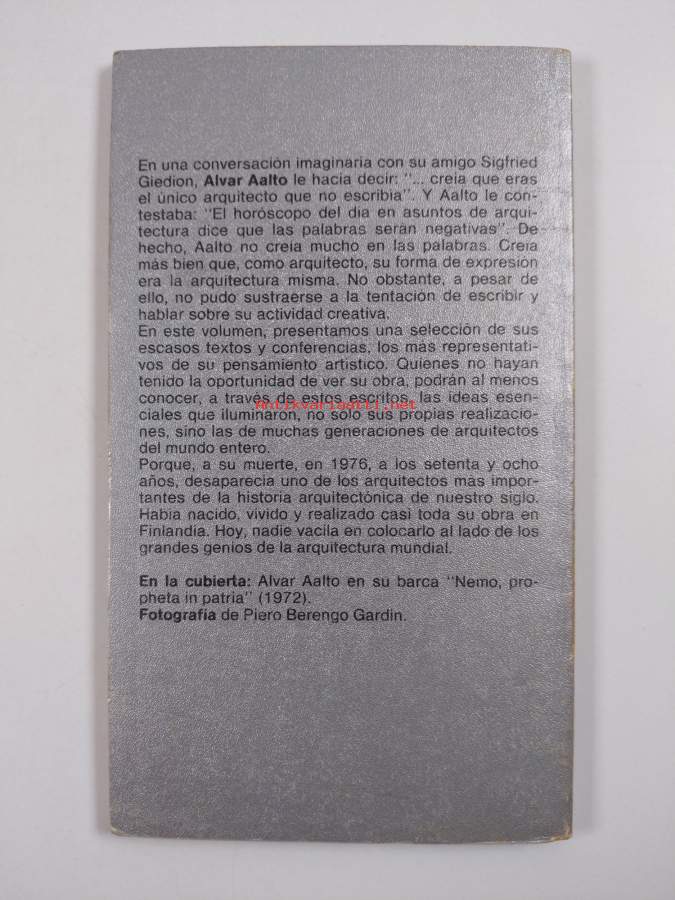 En una conversación imaginaria con su amigo Sigfried
Giedion, Alvar Aalto le hacía decir: "... creía que eras
el único arquitecto que no escribía". Y Aalto le con-
testaba: "El horóscopo del día en asuntos de arqui-
tectura dice que las palabras serán negativas". De
hecho, Aalto no creía mucho en las palabras. Creía
más bien que, como arquitecto, su forma de expresión
era la arquitectura misma. No obstante, a pesar de
ello, no pudo sustraerse a la tentación de escribir y
hablar sobre su actividad creativa.
En este volumen, presentamos una selección de sus
escasos textos y conferencias, los más representati-
vos de su pensamiento artístico. Quienes no hayan
tenido la oportunidad de ver su obra, podrán al menos
conocer, a través de estos escritos, las ideas esen-
Antikvariaatti.net
ciales que iluminaron, no sólo sus propias realizacio-
nes, sino las de muchas generaciones de arquitectos
del mundo entero.
Porque, a su muerte, en 1976, a los setenta y ocho
años, desaparecía uno de los arquitectos más impor-
tantes de la historia arquitectónica de nuestro siglo.
Había nacido, vivido y realizado casi toda su obra en
Finlandia. Hoy, nadie vacila en colocarlo al lado de los
grandes genios de la arquitectura mundial.
En la cubierta: Alvar Aalto en su barca "Nemo, pro-
pheta in patria" (1972).
Fotografía de Piero Berengo Gardin.